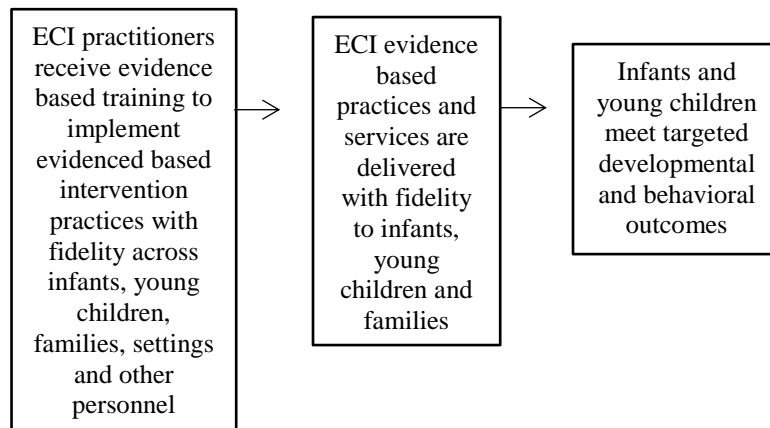 ECI practitioners
receive evidence
based training to
implement
evidenced based
intervention
practices with
fidelity across
infants, young
children,
families, settings
and other
personnel
ECI evidence
based
practices and
services are
delivered
with fidelity
to infants,
young
children and
families
Infants and
young children
meet targeted
developmental
and behavioral
outcomes